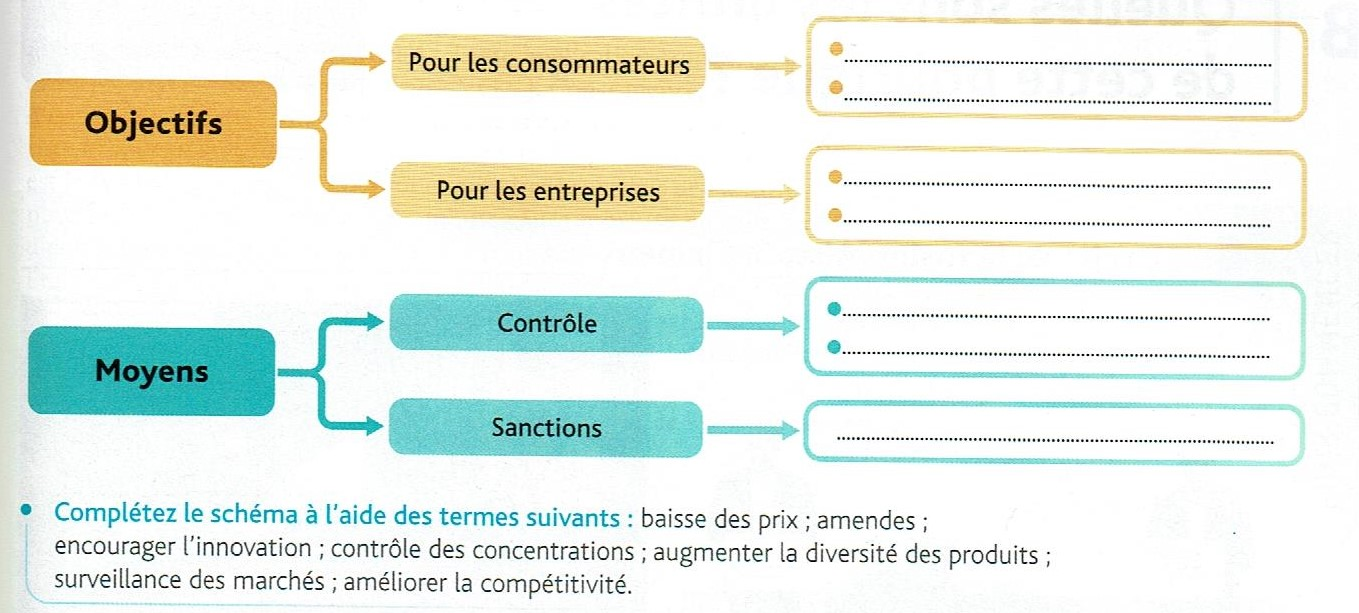 Pour les consommateurs
Objectifs
Pour les entreprises
Contrôle
Moyens
Sanctions
• Complétez le schéma à l'aide des termes suivants : baisse des prix ; amendes ;
encourager l'innovation ; contrôle des concentrations ; augmenter la diversité des produits ;
surveillance des marchés ; améliorer la compétitivité.